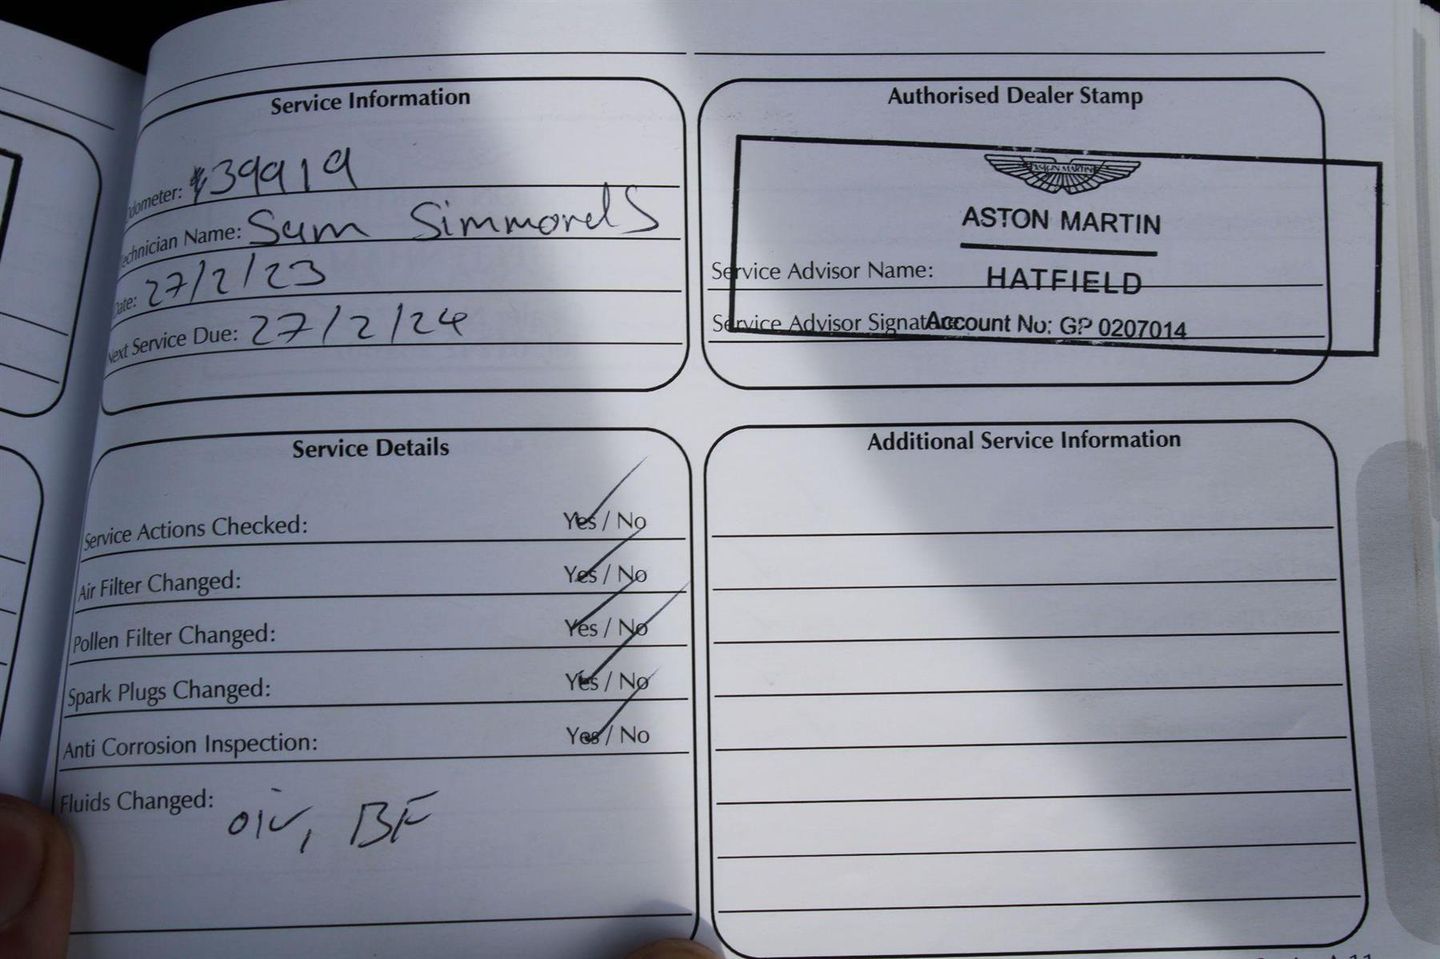 Service Information
Odometer: 39919
Technician Name: Sam Simmonds
Date: 27/2/23
Next Service Due: 27/2/24
Authorised Dealer Stamp
ASTON MARTIN
ASTON MARTIN
HATFIELD
Service Advisor Name:
Service Advisor Signature:
Account No: GP 0207014
Service Details
Service Actions Checked: Yes / No
Air Filter Changed: Yes / No
Pollen Filter Changed: Yes / No
Spark Plugs Changed: Yes / No
Anti Corrosion Inspection: Yes / No
Fluids Changed: oil, BF
Additional Service Information